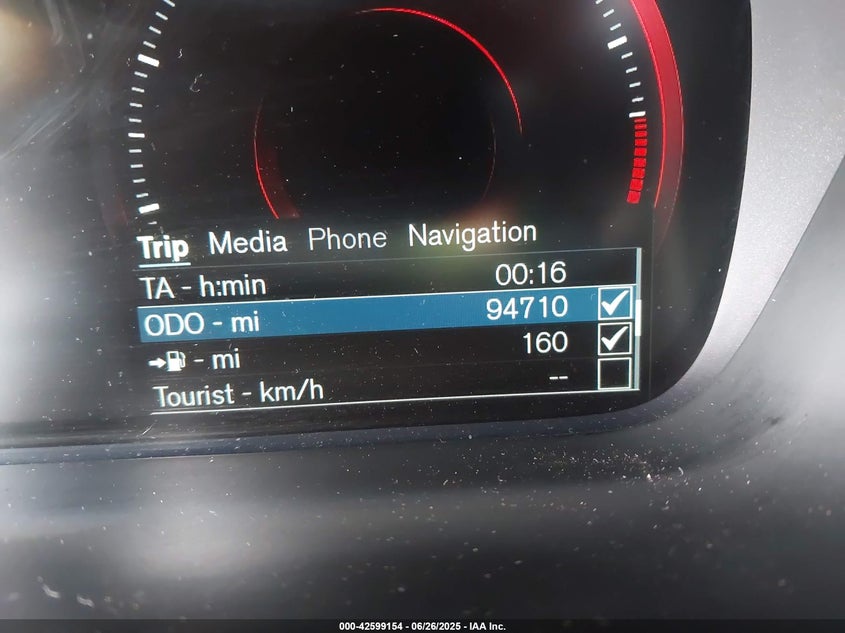 Trip Media Phone Navigation
TA - h:min 00:16
ODO - mi 94710
- mi 160
Tourist - km/h --
000-42599154 - 06/26/2025 - IAA Inc.